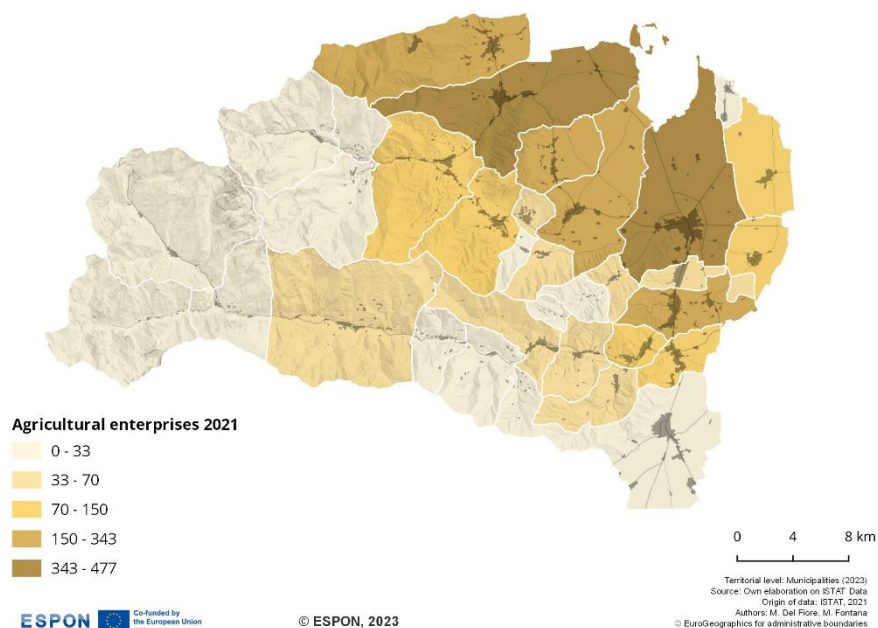 Agricultural enterprises 2021
0 - 33
33 - 70
70 - 150
150 - 343
343 - 477
0 4 8 km
Territorial level: Municipalities (2023)
Source: Own elaboration on ISTAT Data
Origin of data: ISTAT, 2021
Authors: M. Del Fiore, M. Fontana
© EuroGeographics for administrative boundaries
ESPON
Co-funded by
the European Union
© ESPON, 2023